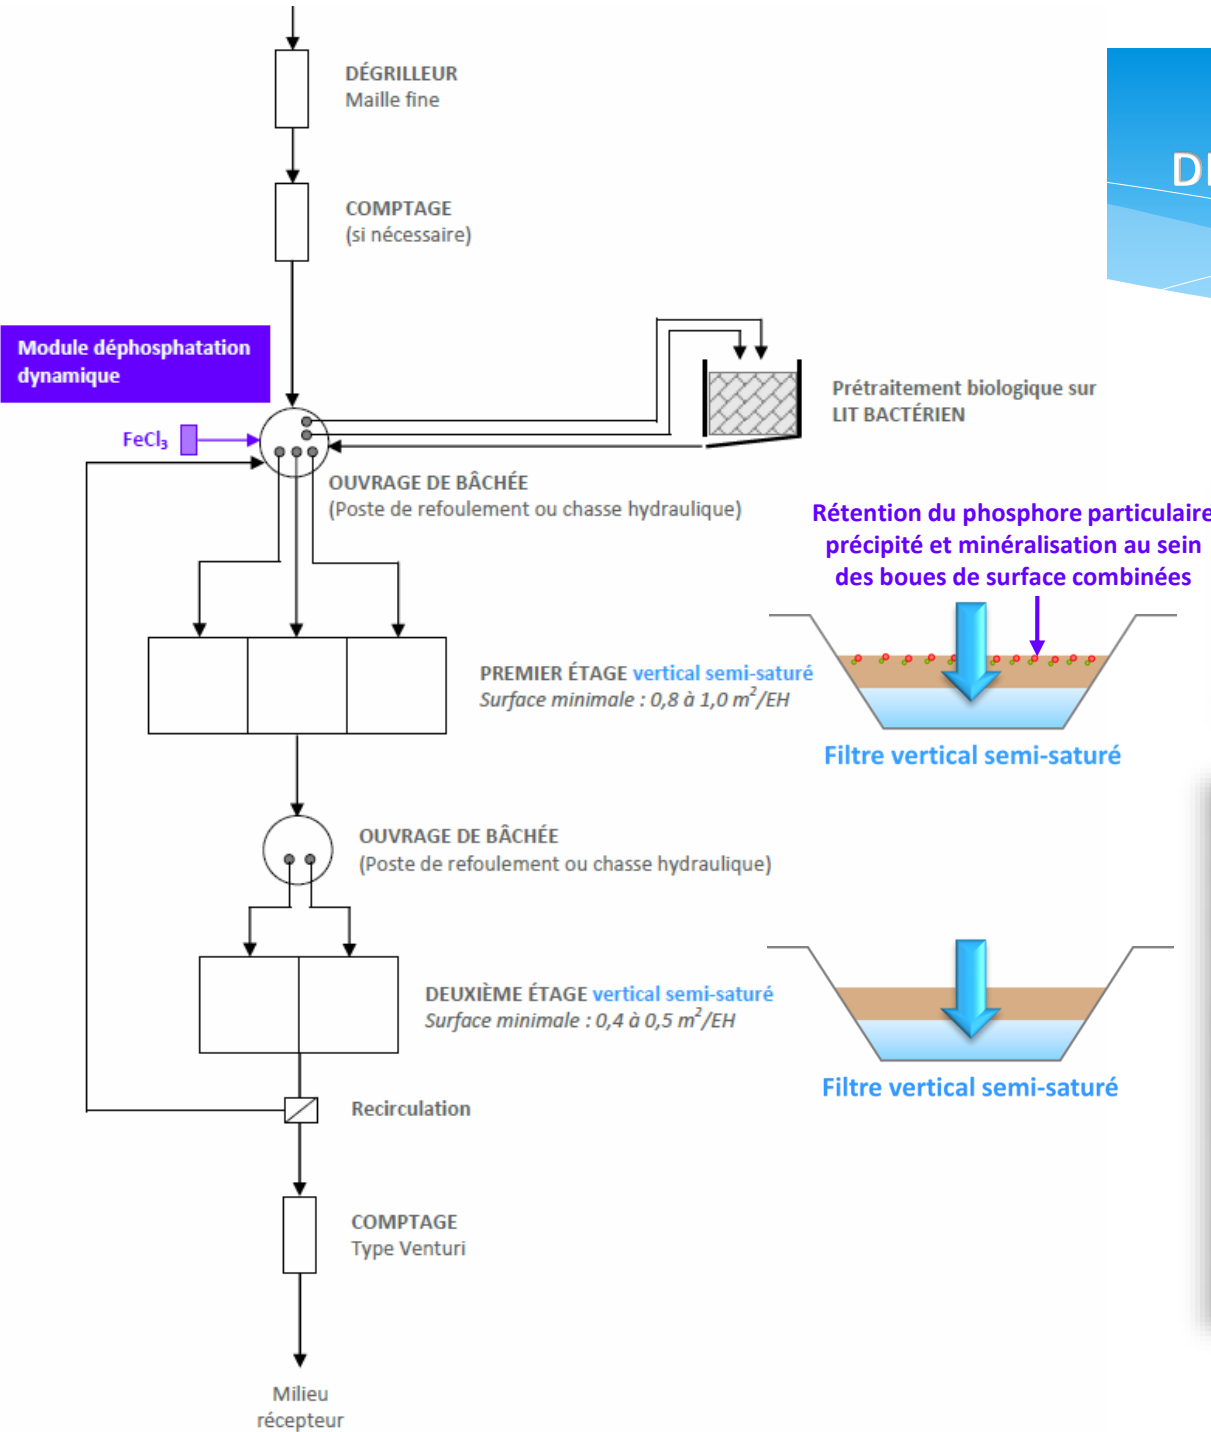 DÉGRILLEUR
Maille fine
COMPTAGE
(si nécessaire)
Module déphosphatation
dynamique
FeCl₃
Prétraitement biologique sur
LIT BACTÉRIEN
OUVRAGE DE BÂCHÉE
(Poste de refoulement ou chasse hydraulique)
Rétention du phosphore particulaire
précipité et minéralisation au sein
des boues de surface combinées
PREMIER ÉTAGE vertical semi-saturé
Surface minimale : 0,8 à 1,0 m²/EH
Filtre vertical semi-saturé
OUVRAGE DE BÂCHÉE
(Poste de refoulement ou chasse hydraulique)
DEUXIÈME ÉTAGE vertical semi-saturé
Surface minimale : 0,4 à 0,5 m²/EH
Filtre vertical semi-saturé
Recirculation
COMPTAGE
Type Venturi
Milieu
récepteur